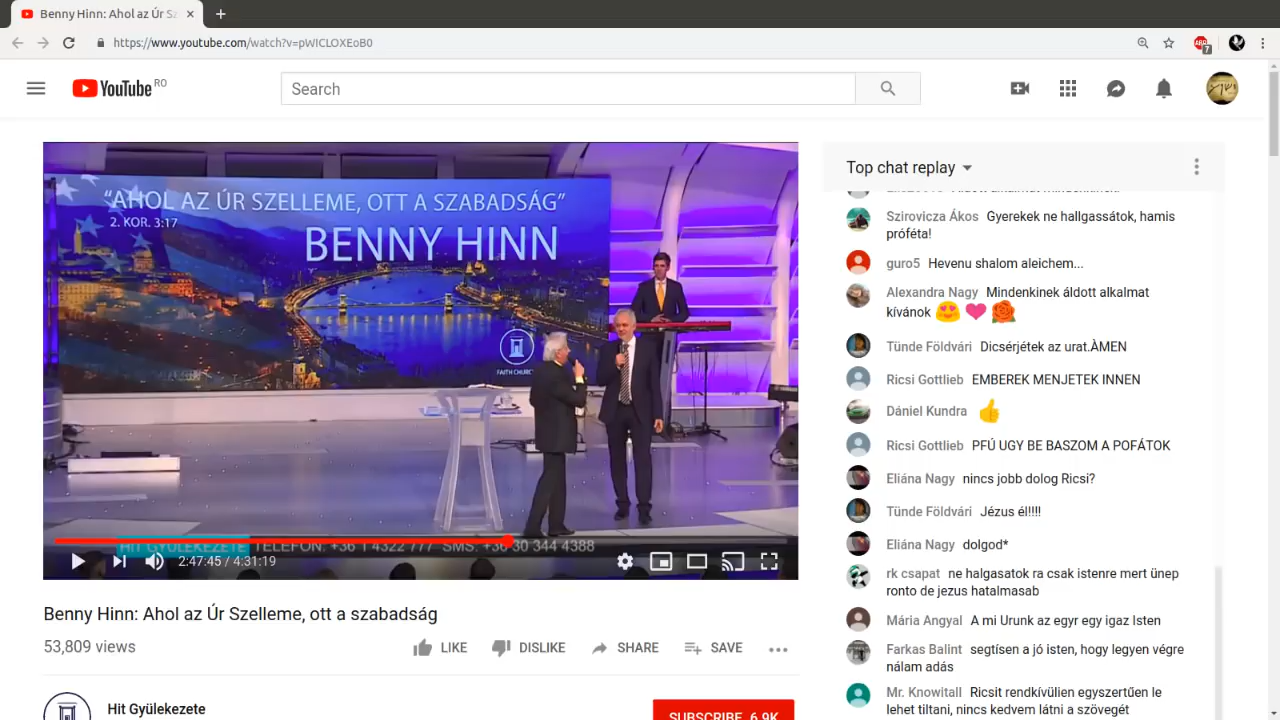 Benny Hinn: Ahol az Úr Sz
https://www.youtube.com/watch?v=pWICLOXEoB0
ABP
7
YouTube RO
Search
"AHOL AZ ÚR SZELLEME, OTT A SZABADSÁG"
2. KOR. 3:17
BENNY HINN
FAITH CHURCH
HIT GYÜLEKEZETE TELEFON: +36 1 4322 777 SMS: +36 30 344 4388
2:47:45 / 4:31:19
Benny Hinn: Ahol az Úr Szelleme, ott a szabadság
53,809 views
LIKE DISLIKE SHARE SAVE
Hit Gyülekezete
SUBSCRIBE 6.9K
Top chat replay
Szirovicza Ákos Gyerekek ne hallgassátok, hamis
próféta!
guro5 Hevenu shalom aleichem...
Alexandra Nagy Mindenkinek áldott alkalmat
kívánok 😍 ❤ 🌹
Tünde Földvári Dicsérjétek az urat.ÀMEN
Ricsi Gottlieb EMBEREK MENJETEK INNEN
Dániel Kundra 👍
Ricsi Gottlieb PFÚ UGY BE BASZOM A POFÁTOK
Eliána Nagy nincs jobb dolog Ricsi?
Tünde Földvári Jézus él!!!!
Eliána Nagy dolgod*
rk csapat ne halgasatok ra csak istenre mert ünep
ronto de jezus hatalmasab
Mária Angyal A mi Urunk az egyr egy igaz Isten
Farkas Balint segtísen a jó isten, hogy legyen végre
nálam adás
Mr. Knowitall Ricsit rendkívülien egyszertűen le
lehet tiltani, nincs kedvem látni a szövegét